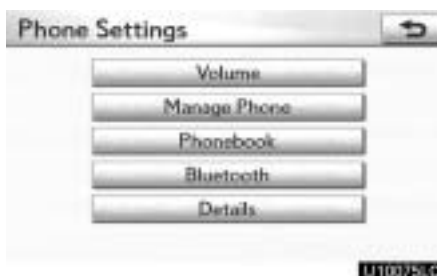 Phone Settings
Volume
Manage Phone
Phonebook
Bluetooth
Details